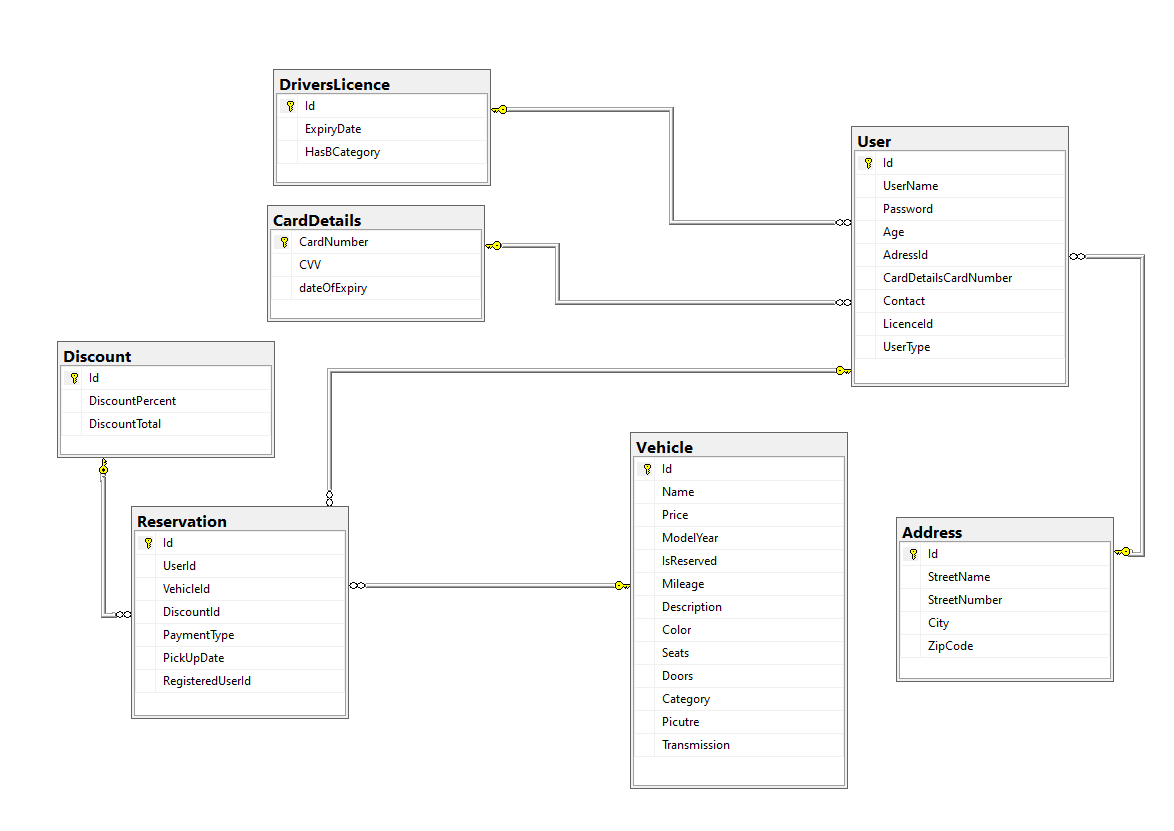 DriversLicence
Id
ExpiryDate
HasBCategory
User
Id
UserName
Password
Age
AdressId
CardDetailsCardNumber
Contact
LicenceId
UserType
CardDetails
CardNumber
CVV
dateOfExpiry
Discount
Id
DiscountPercent
DiscountTotal
Vehicle
Id
Name
Price
ModelYear
IsReserved
Mileage
Description
Color
Seats
Doors
Category
Picutre
Transmission
Reservation
Id
UserId
VehicleId
DiscountId
PaymentType
PickUpDate
RegisteredUserId
Address
Id
StreetName
StreetNumber
City
ZipCode